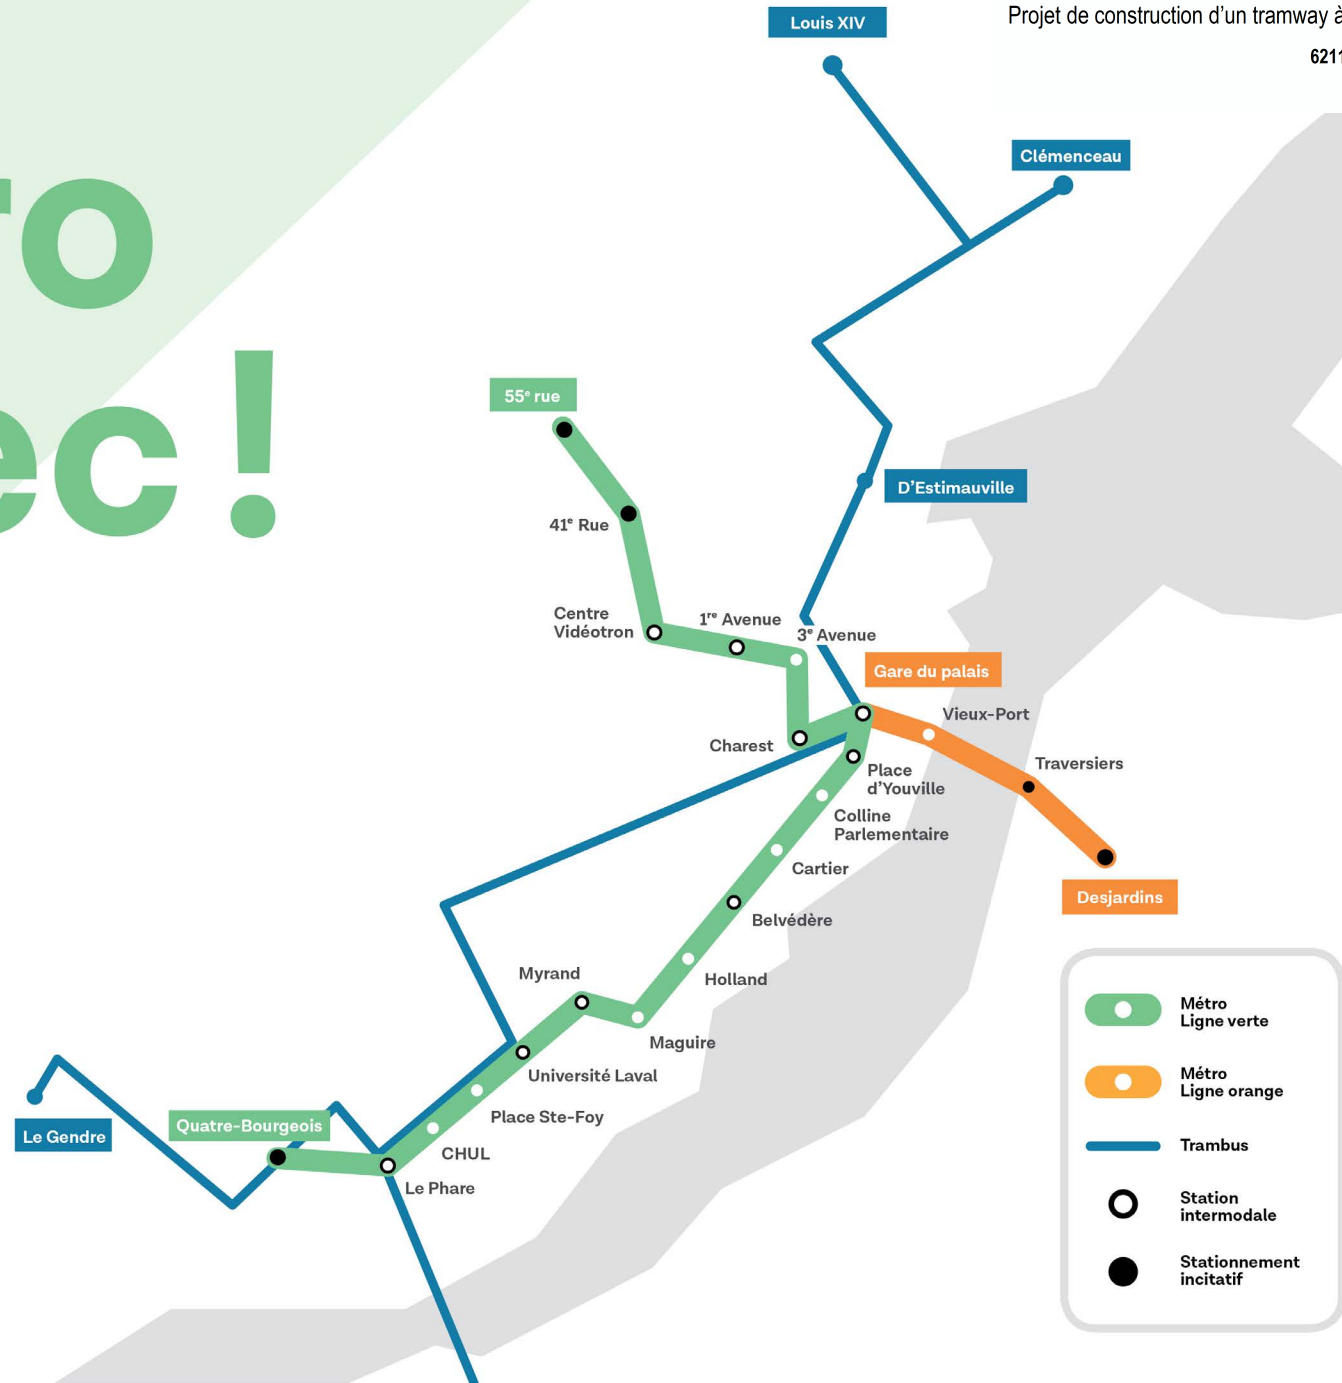 Louis XIV
Projet de construction d'un tramway à
6211
Clémenceau
ro
ec !
55e rue
D'Estimauville
41e Rue
Centre
Vidéotron
1re Avenue
3e Avenue
Gare du palais
Vieux-Port
Charest
Traversiers
Place
d'Youville
Colline
Parlementaire
Cartier
Desjardins
Belvédère
Myrand
Holland
Maguire
Université Laval
Place Ste-Foy
Quatre-Bourgeois
Le Gendre
CHUL
Le Phare
Métro
Ligne verte
Métro
Ligne orange
Trambus
Station
intermodale
Stationnement
incitatif